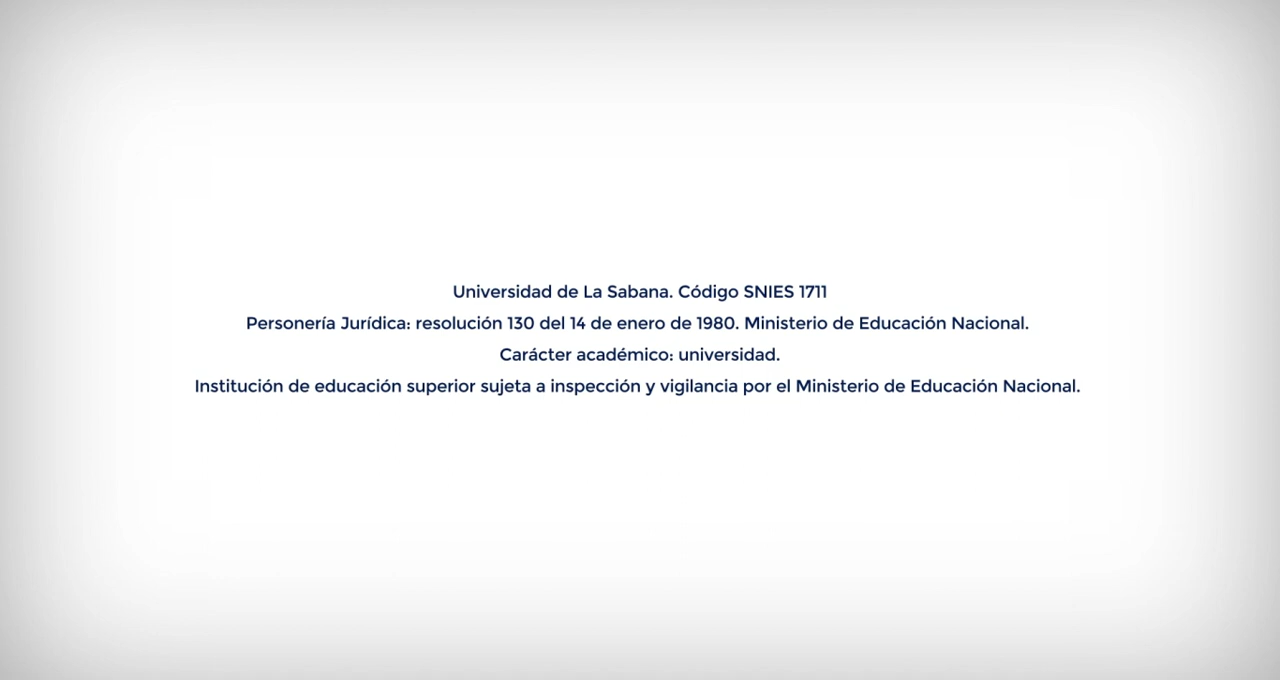 Universidad de La Sabana. Código SNIES 1711
Personería Jurídica: resolución 130 del 14 de enero de 1980. Ministerio de Educación Nacional.
Carácter académico: universidad.
Institución de educación superior sujeta a inspección y vigilancia por el Ministerio de Educación Nacional.